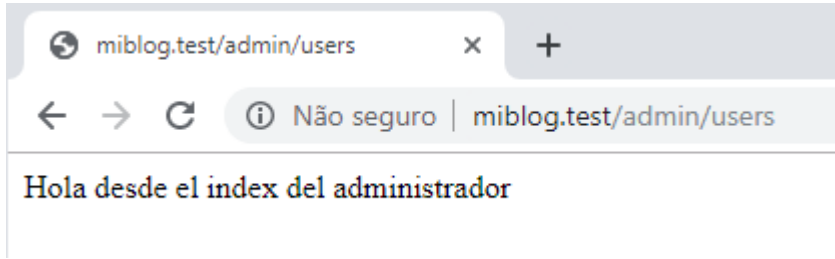 miblog.test/admin/users
Não seguro miblog.test/admin/users
Hola desde el index del administrador